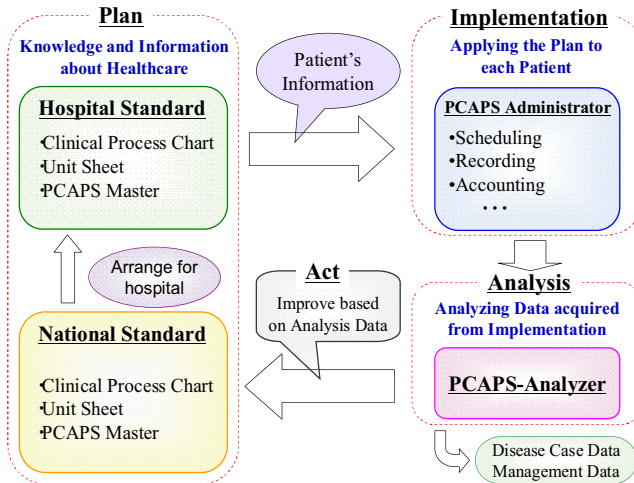 Plan
Knowledge and Information
about Healthcare
Hospital Standard
•Clinical Process Chart
•Unit Sheet
•PCAPS Master
Arrange for
hospital
National Standard
•Clinical Process Chart
•Unit Sheet
•PCAPS Master
Patient's
Information
Implementation
Applying the Plan to
each Patient
PCAPS Administrator
•Scheduling
•Recording
•Accounting
• • •
Analysis
Analyzing Data acquired
from Implementation
PCAPS-Analyzer
Disease Case Data
Management Data
Act
Improve based
on Analysis Data